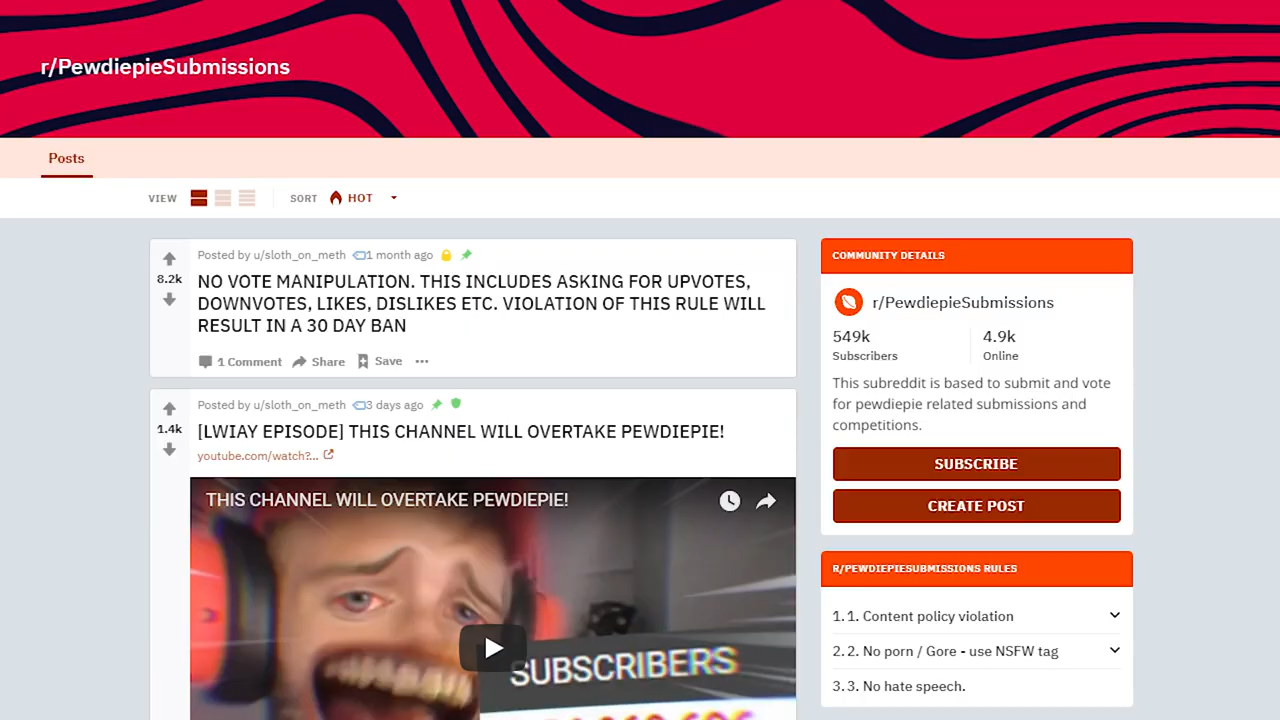 r/PewdiepieSubmissions
Posts
VIEW
SORT
HOT
8.2k
Posted by u/sloth_on_meth 1 month ago
NO VOTE MANIPULATION. THIS INCLUDES ASKING FOR UPVOTES,
DOWNVOTES, LIKES, DISLIKES ETC. VIOLATION OF THIS RULE WILL
RESULT IN A 30 DAY BAN
1 Comment Share Save
1.4k
Posted by u/sloth_on_meth 3 days ago
[LWIAY EPISODE] THIS CHANNEL WILL OVERTAKE PEWDIEPIE!
youtube.com/watch?...
THIS CHANNEL WILL OVERTAKE PEWDIEPIE!
SUBSCRIBERS
COMMUNITY DETAILS
r/PewdiepieSubmissions
549k 4.9k
Subscribers Online
This subreddit is based to submit and vote
for pewdiepie related submissions and
competitions.
SUBSCRIBE
CREATE POST
R/PEWDIEPIESUBMISSIONS RULES
1. 1. Content policy violation
2. 2. No porn / Gore - use NSFW tag
3. 3. No hate speech.